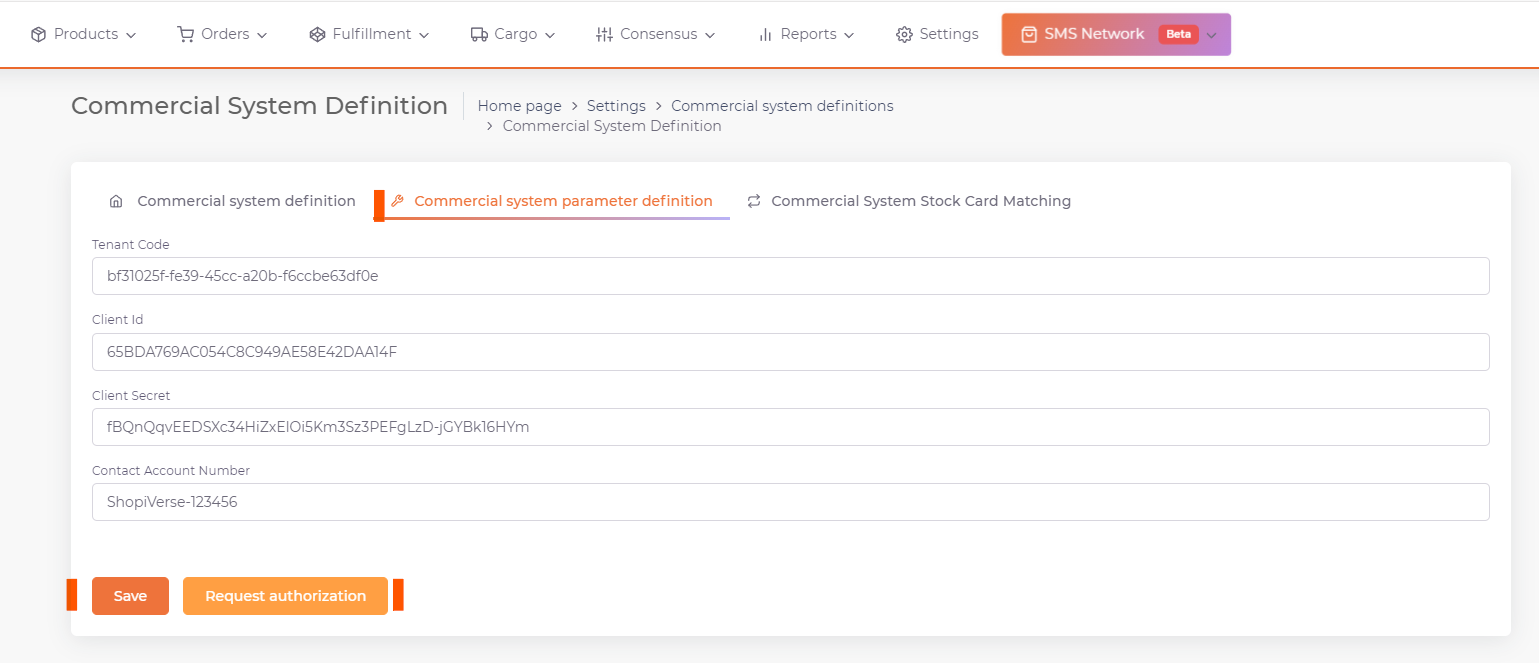 Products Orders Fulfillment Cargo Consensus Reports Settings SMS Network Beta
Commercial System Definition
Home page > Settings > Commercial system definitions
> Commercial System Definition
Commercial system definition Commercial system parameter definition Commercial System Stock Card Matching
Tenant Code
bf31025f-fe39-45cc-a20b-f6ccbe63df0e
Client Id
65BDA769AC054C8C949AE58E42DAA14F
Client Secret
fBQnQqvEEDSXc34HiZxElOi5Km3Sz3PEFgLzD-jGYBk16HYm
Contact Account Number
ShopiVerse-123456
Save Request authorization